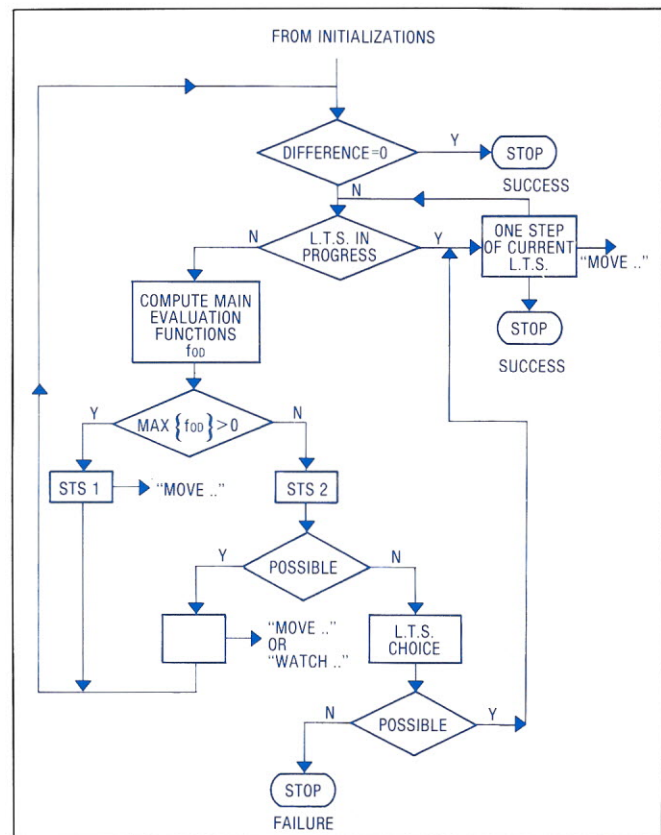 FROM INITIALIZATIONS
DIFFERENCE=0
Y
STOP
SUCCESS
N
N
L.T.S. IN
PROGRESS
Y
ONE STEP
OF CURRENT
L.T.S.
"MOVE .."
STOP
SUCCESS
COMPUTE MAIN
EVALUATION
FUNCTIONS
fOD
Y
MAX {fOD} >0
N
STS 1
"MOVE .."
STS 2
Y
POSSIBLE
N
"MOVE .."
OR
"WATCH .."
L.T.S.
CHOICE
N
POSSIBLE
Y
STOP
FAILURE